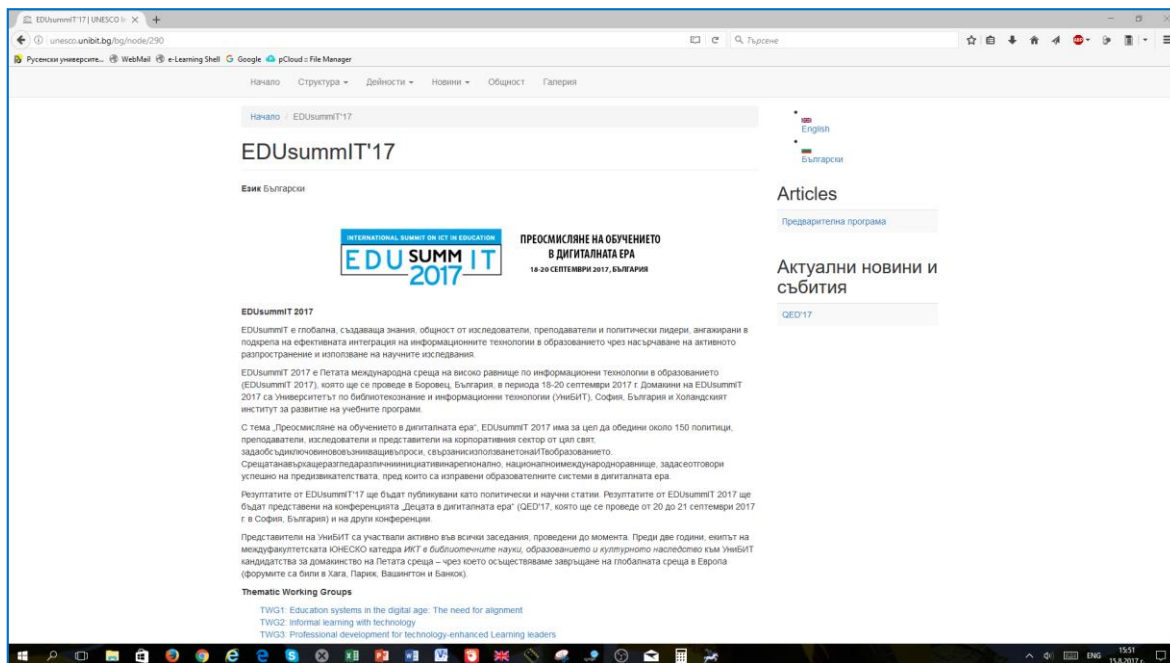 EDUsummIT'17 | UNESCO In
unesco.unibit.bg/bg/node/290
Търсене
Русенски университе...
WebMail
e-Learning Shell
Google
pCloud :: File Manager
Начало Структура Дейности Новини Общност Галерия
Начало / EDUsummIT'17
EDUsummIT'17
Език Български
INTERNATIONAL SUMMIT ON ICT IN EDUCATION
EDU SUMM IT
2017
ПРЕОСМИСЛЯНЕ НА ОБУЧЕНИЕТО
В ДИГИТАЛНАТА ЕРА
18-20 СЕПТЕМВРИ 2017, БЪЛГАРИЯ
EDUsummIT 2017
EDUsummIT е глобална, създаваща знания, общност от изследователи, преподаватели и политически лидери, ангажирани в
подкрепа на ефективната интеграция на информационните технологии в образованието чрез насърчаване на активното
разпространение и използване на научните изследвания.
EDUsummIT 2017 е Петата международна среща на високо равнище по информационни технологии в образованието
(EDUsummIT 2017), която ще се проведе в Боровец, България, в периода 18-20 септември 2017 г. Домакини на EDUsummIT
2017 са Университетът по библиотекознание и информационни технологии (УниБИТ), София, България и Холандският
институт за развитие на учебните програми.
С тема „Преосмисляне на обучението в дигиталната ера“, EDUsummIT 2017 има за цел да обедини около 150 политици,
преподаватели, изследователи и представители на корпоративния сектор от цял свят,
задаобсъдиключовиновоъзникващивъпроси, свързанисизползванетонаИТвобразованието.
Срещатанавърхащеразгледаразличниинициативинарегионално, национално имеждународноравнище, задасеотговори
успешно на предизвикателствата, пред които са изправени образователните системи в дигиталната ера.
Резултатите от EDUsummIT'17 ще бъдат публикувани като политически и научни статии. Резултатите от EDUsummIT 2017 ще
бъдат представени на конференцията „Децата в дигиталната ера“ (QED'17, която ще се проведе от 20 до 21 септември 2017
г. в София, България) и на други конференции.
Представители на УниБИТ са участвали активно във всички заседания, проведени до момента. Преди две години, екипът на
междуфакултетската ЮНЕСКО катедра ИКТ в библиотечните науки, образованието и културното наследство към УниБИТ
кандидатства за домакинство на Петата среща – чрез което осъществяваме завръщане на глобалната среща в Европа
(форумите са били в Хага, Париж, Вашингтон и Банкок).
Thematic Working Groups
TWG1: Education systems in the digital age: The need for alignment
TWG2: Informal learning with technology
TWG3: Professional development for technology-enhanced Learning leaders
English
Български
Articles
Предварителна програма
Актуални новини и
събития
QED'17
ENG
15:51
15.8.2017 г.